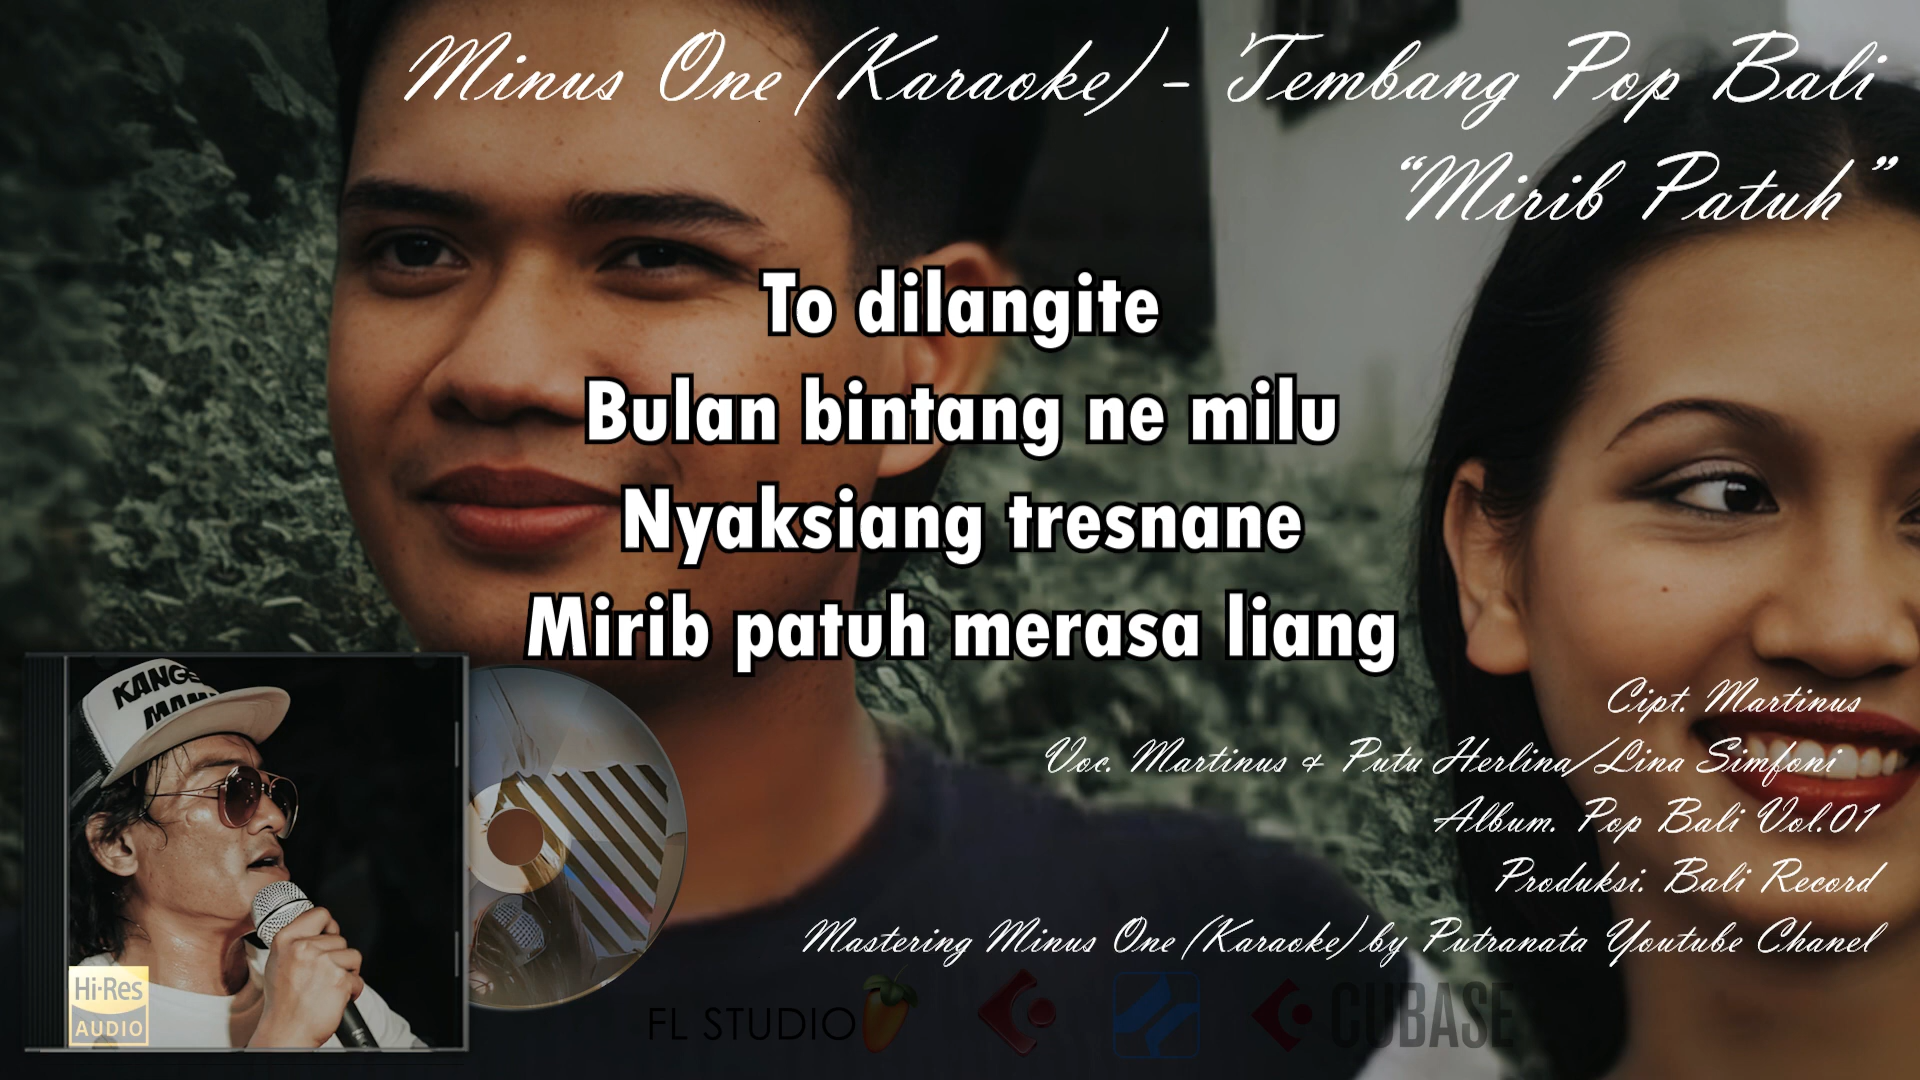 Minus One (Karaoke) - Tembang Pop Bali
"Mirib Patuh"
To dilangite
Bulan bintang ne milu
Nyaksiang tresnane
Mirib patuh merasa liang
Cipt. Martinus
Voc. Martinus & Putu Herlina/Lina Simfoni
Album. Pop Bali Vol.01
Produksi. Bali Record
Mastering Minus One (Karaoke) by Putranata Youtube Chanel
Hi-Res
AUDIO
FL STUDIO
CUBASE